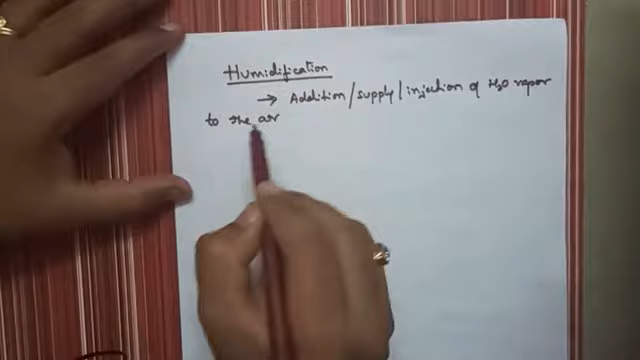 Humidification
→ Addition/supply/injection of H₂O vapor
to the air